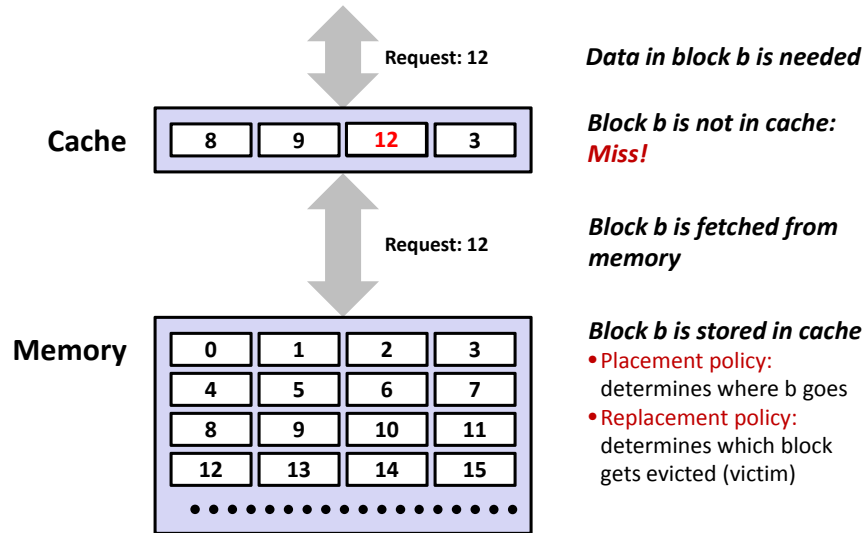 Request: 12
Data in block b is needed
Cache
8 9 12 3
Block b is not in cache:
Miss!
Request: 12
Block b is fetched from
memory
Memory
0 1 2 3
4 5 6 7
8 9 10 11
12 13 14 15
Block b is stored in cache
•Placement policy:
determines where b goes
•Replacement policy:
determines which block
gets evicted (victim)